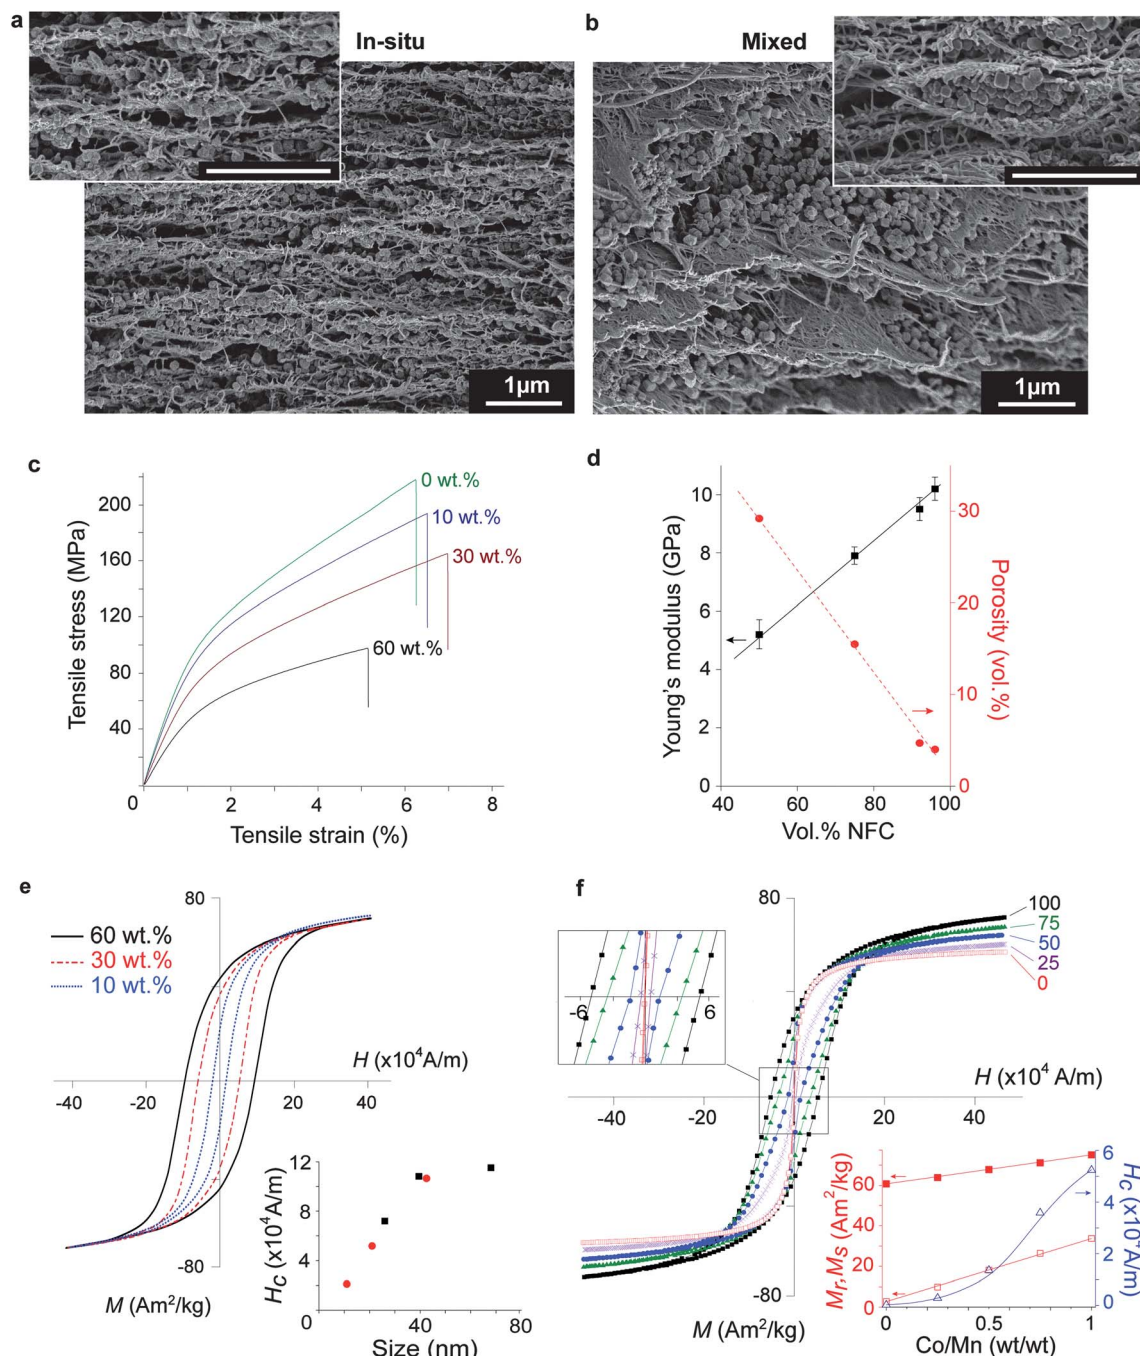 a
In-situ
1µm
b
Mixed
1µm
c
Tensile stress (MPa)
200
160
120
80
40
0
0 wt.%
10 wt.%
30 wt.%
60 wt.%
2
4
6
8
Tensile strain (%)
d
Young's modulus (GPa)
10
8
6
4
2
0
40
60
80
100
Vol.% NFC
30
20
10
0
Porosity (vol.%)
e
80
60 wt.%
30 wt.%
10 wt.%
H (x10⁴A/m)
-40
-20
20
40
-80
M (Am²/kg)
Hc (x10⁴A/m)
12
8
4
0
0
40
80
Size (nm)
f
80
100
75
50
25
0
-6
6
H (x10⁴ A/m)
-40
-20
20
40
-80
M (Am²/kg)
Mr,Ms (Am²/kg)
60
40
20
0
6
4
2
0
Hc (x10⁴A/m)
0
0.5
1
Co/Mn (wt/wt)